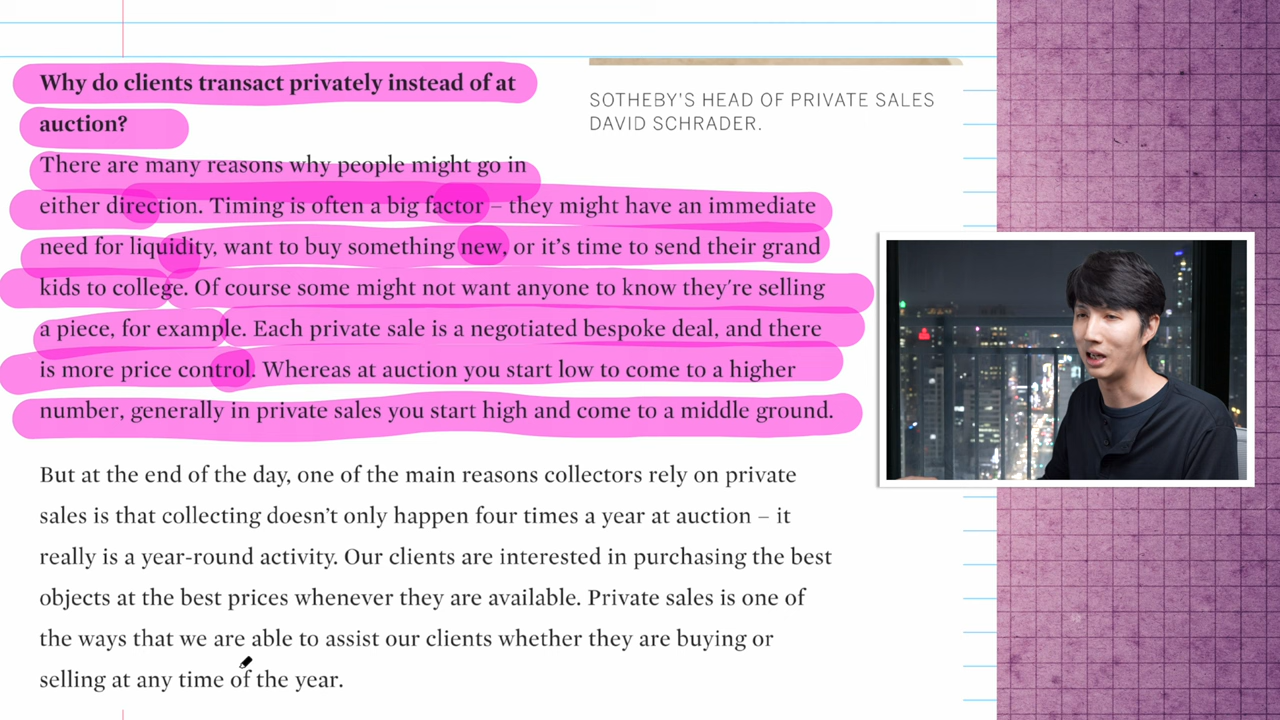 Why do clients transact privately instead of at
auction?
There are many reasons why people might go in
either direction. Timing is often a big factor – they might have an immediate
need for liquidity, want to buy something new, or it's time to send their grand
kids to college. Of course some might not want anyone to know they're selling
a piece, for example. Each private sale is a negotiated bespoke deal, and there
is more price control. Whereas at auction you start low to come to a higher
number, generally in private sales you start high and come to a middle ground.
But at the end of the day, one of the main reasons collectors rely on private
sales is that collecting doesn't only happen four times a year at auction – it
really is a year-round activity. Our clients are interested in purchasing the best
objects at the best prices whenever they are available. Private sales is one of
the ways that we are able to assist our clients whether they are buying or
selling at any time of the year.
SOTHEBY'S HEAD OF PRIVATE SALES
DAVID SCHRADER.